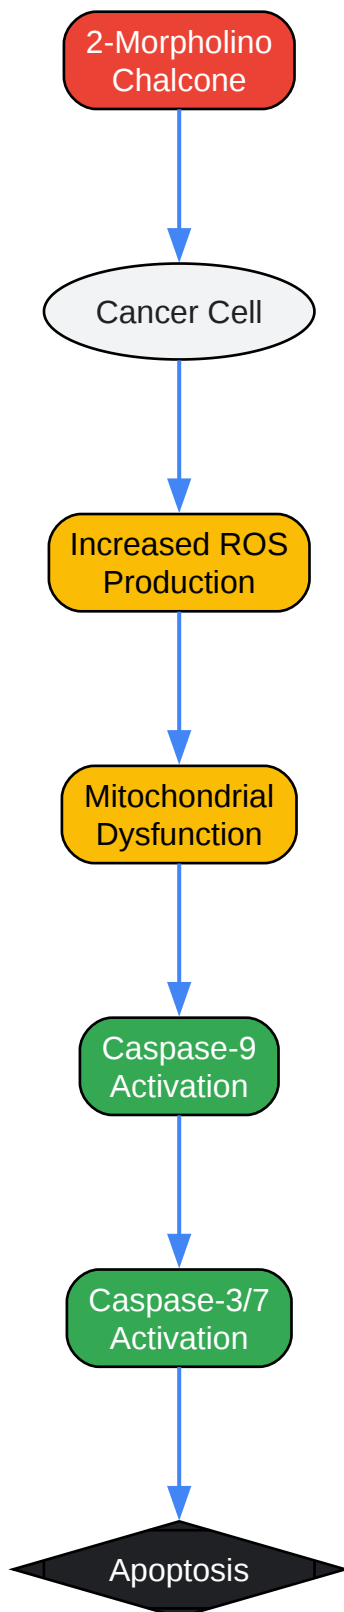 2-Morpholino
Chalcone
Cancer Cell
Increased ROS
Production
Mitochondrial
Dysfunction
Caspase-9
Activation
Caspase-3/7
Activation
Apoptosis